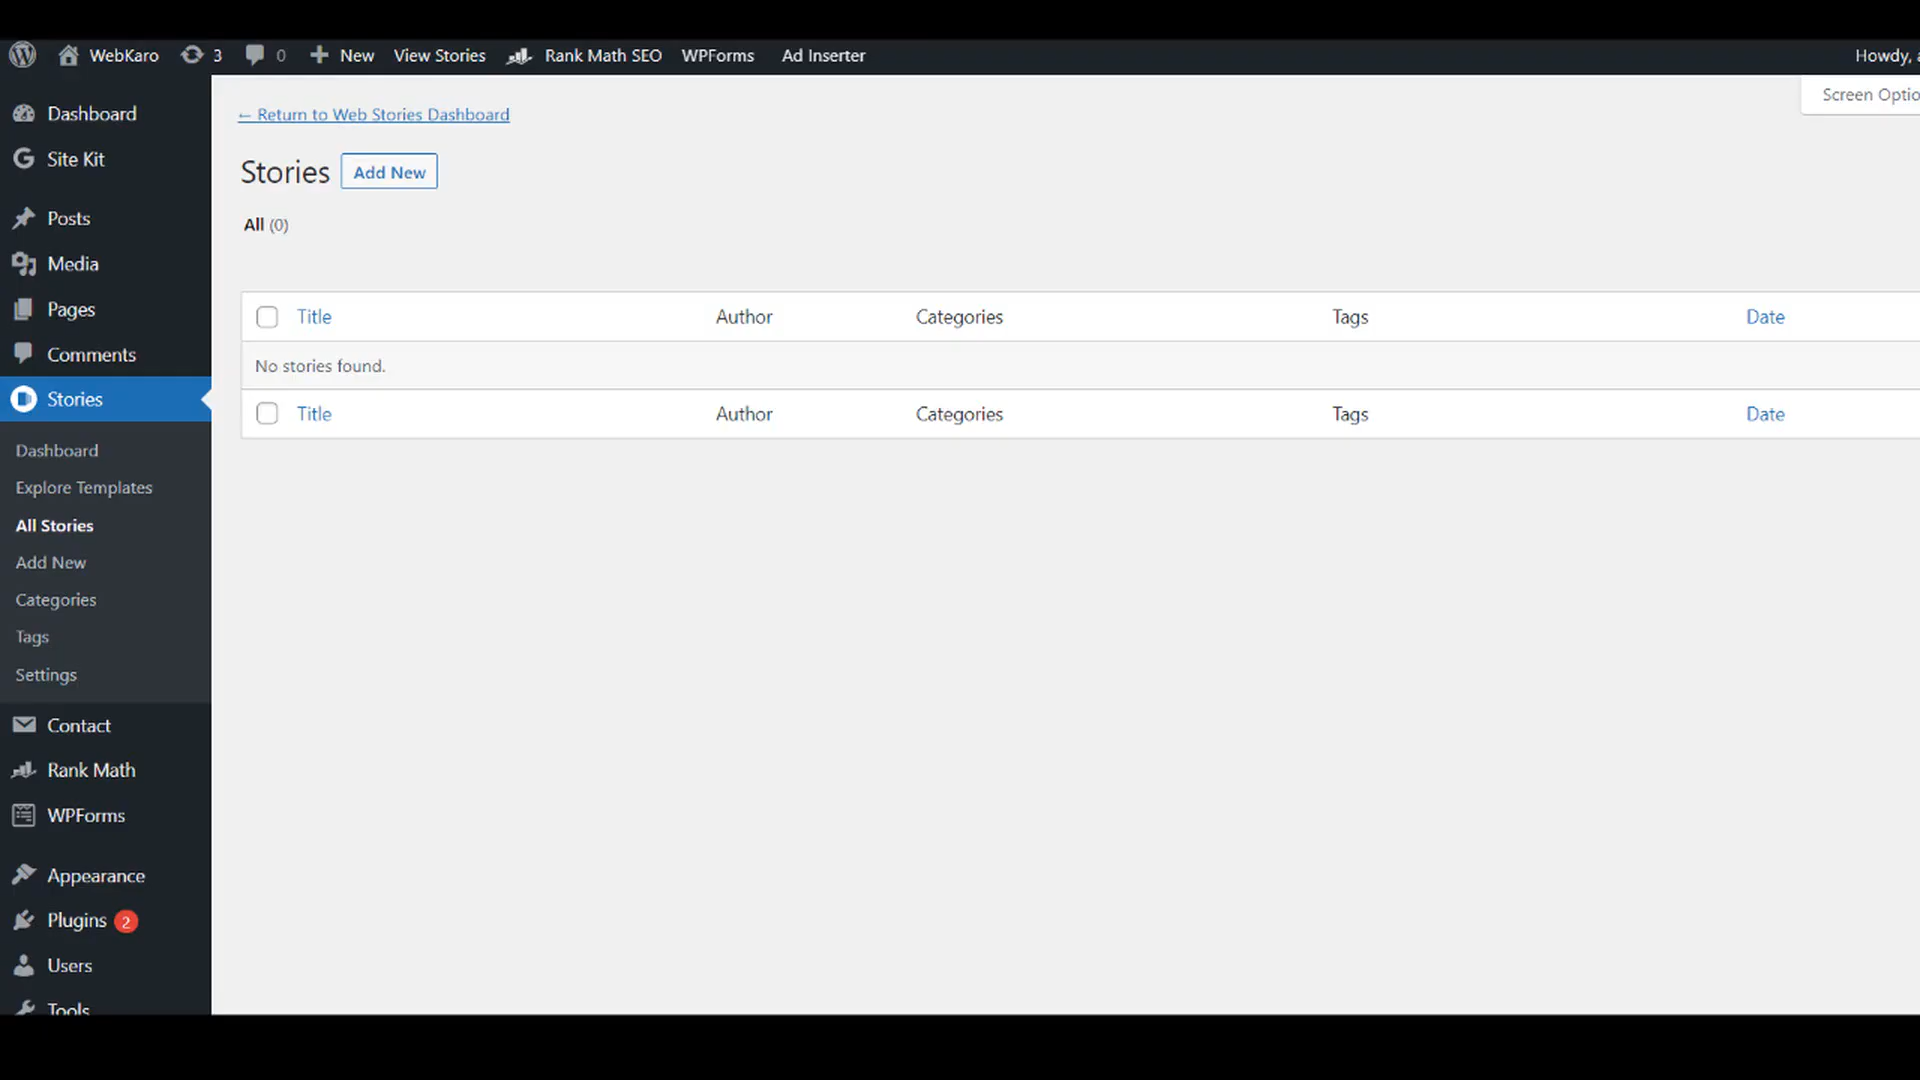 WebKaro 3 0 New View Stories Rank Math SEO WPForms Ad Inserter Howdy,
Screen Optio
Dashboard
Site Kit
Posts
Media
Pages
Comments
Stories
Dashboard
Explore Templates
All Stories
Add New
Categories
Tags
Settings
Contact
Rank Math
WPForms
Appearance
Plugins 2
Users
Tools
← Return to Web Stories Dashboard
Stories Add New
All (0)
Title Author Categories Tags Date
No stories found.
Title Author Categories Tags Date